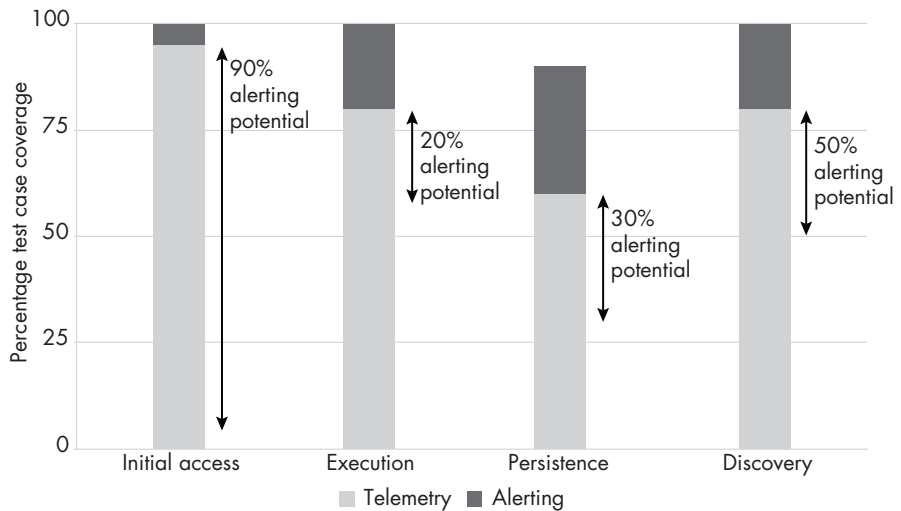 Percentage test case coverage
100
75
50
25
0
90%
alerting
potential
20%
alerting
potential
30%
alerting
potential
50%
alerting
potential
Initial access
Execution
Persistence
Discovery
Telemetry
Alerting